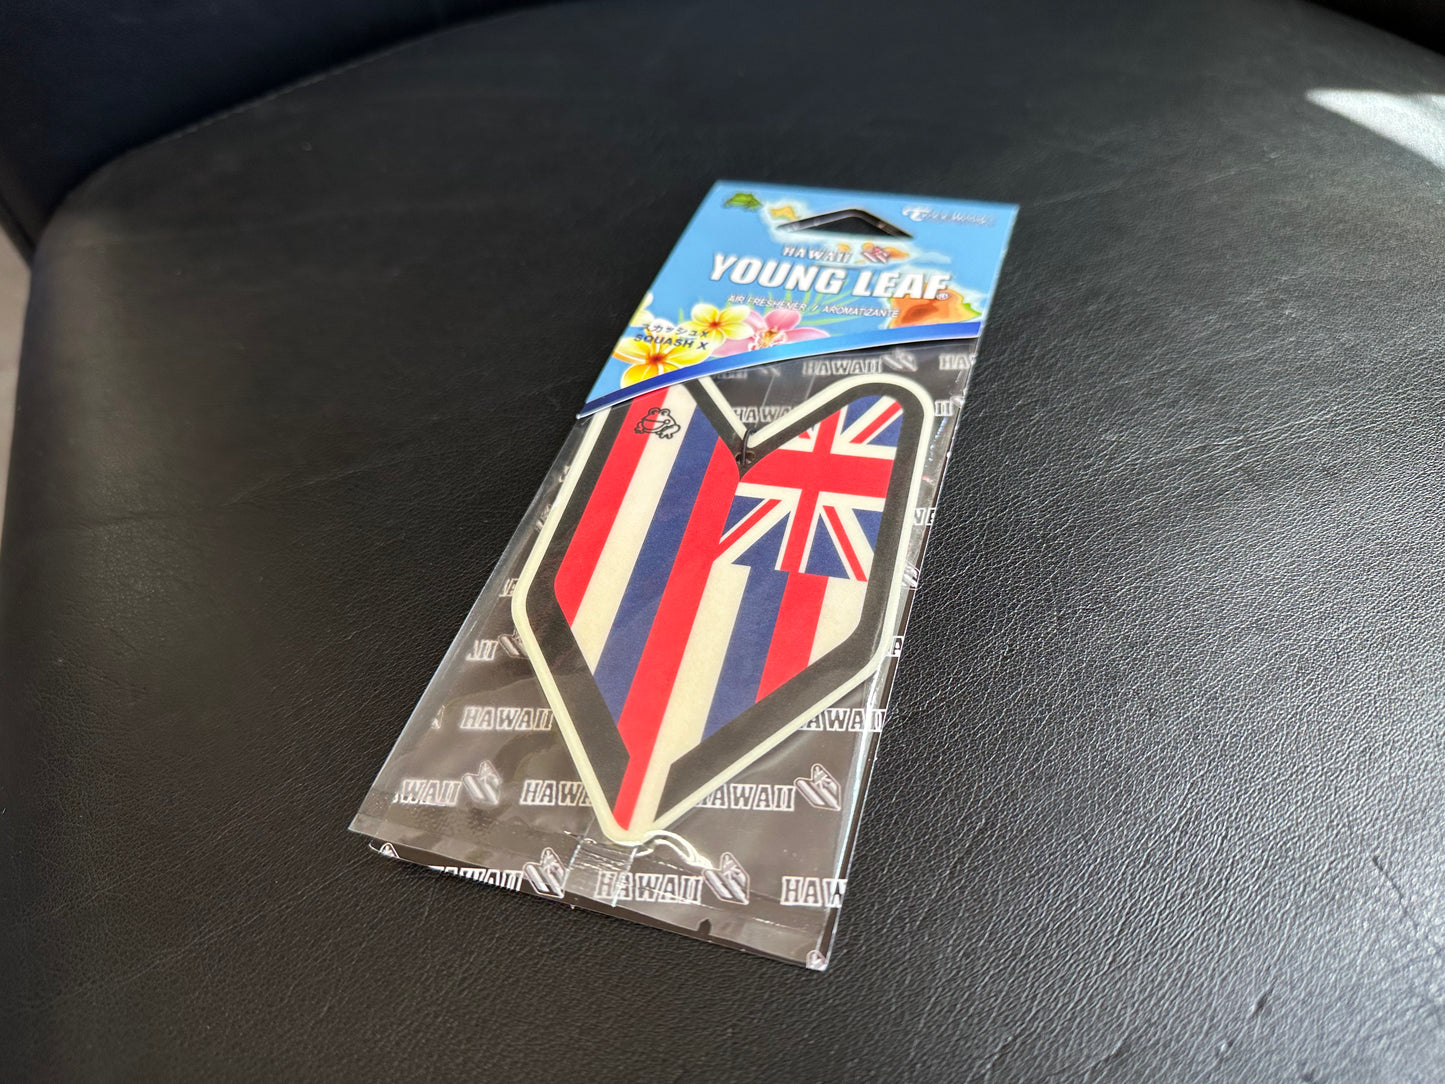 TreeWorks
HAWAII
YOUNG LEAF®
AIR FRESHENER / AROMATIZANTE
スカッシュX
SQUASH X
HAWAII
HAWAII
HAWAII
HAWAII
HAWAII
HAWAII